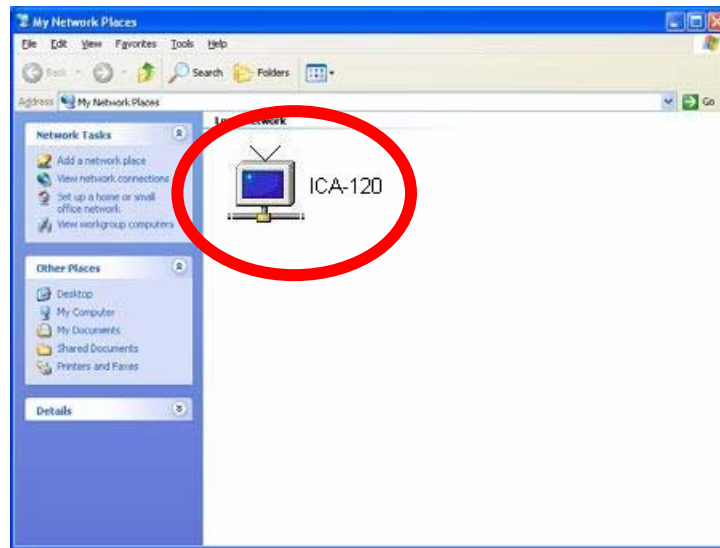 My Network Places
File Edit View Favorites Tools Help
Back Search Folders
Address My Network Places Go
Local Network
Network Tasks
Add a network place
View network connections
Set up a home or small
office network
View workgroup computers
ICA-120
Other Places
Desktop
My Computer
My Documents
Shared Documents
Printers and Faxes
Details